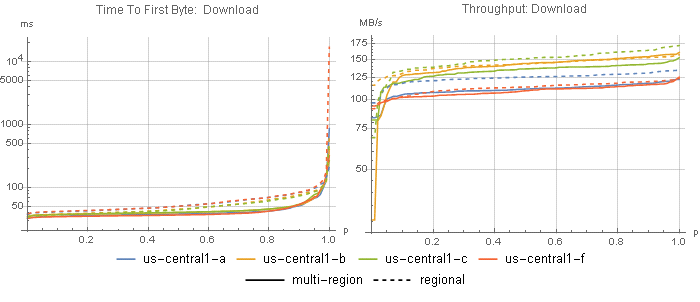 Time To First Byte: Download
ms
10⁴
5000
1000
500
100
50
0.2 0.4 0.6 0.8 1.0
p
Throughput: Download
MB/s
175
150
125
100
75
50
0.2 0.4 0.6 0.8 1.0
p
us-central1-a us-central1-b us-central1-c us-central1-f
multi-region regional